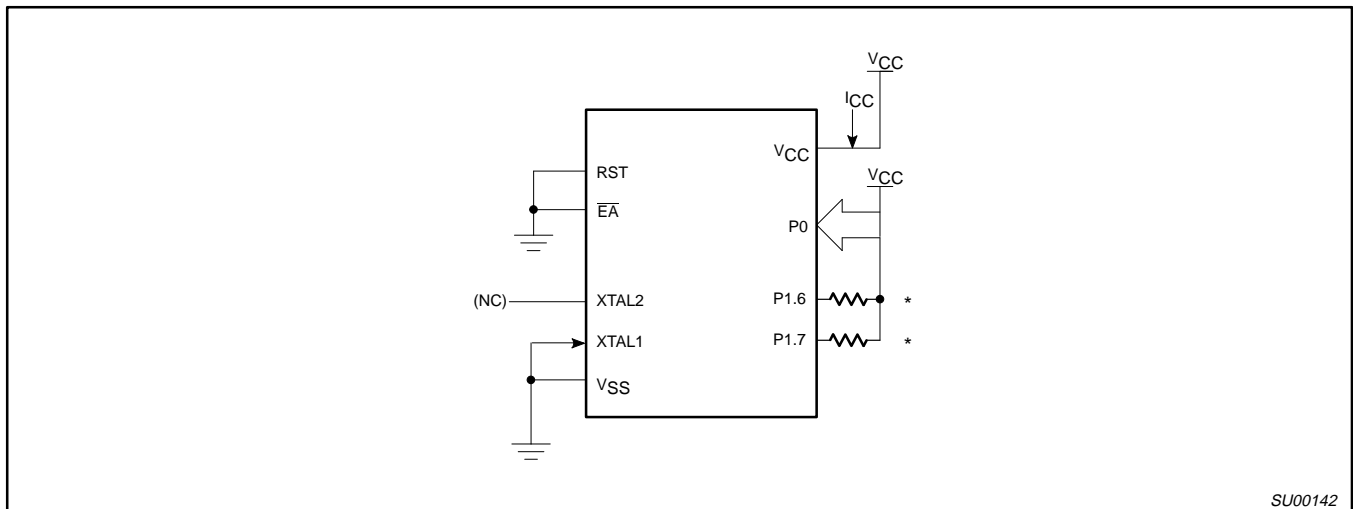 VCC
ICC
VCC
RST
EA
VCC
P0
(NC)
XTAL2
P1.6
*
XTAL1
P1.7
*
VSS
SU00142